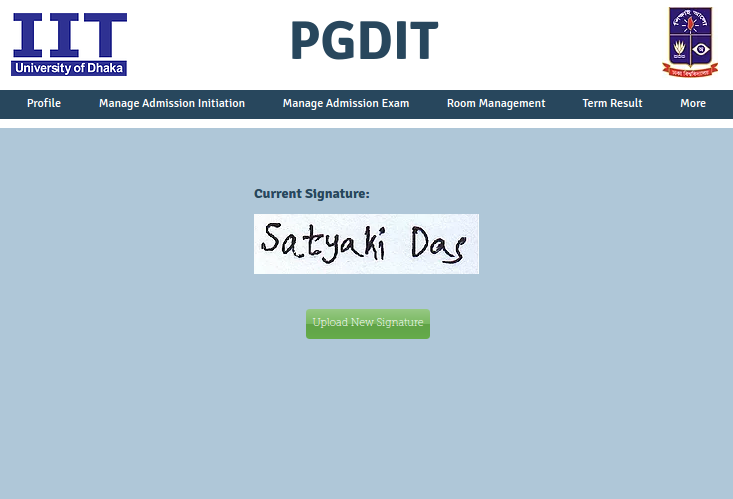 IIT
University of Dhaka
PGDIT
Profile Manage Admission Initiation Manage Admission Exam Room Management Term Result More
Current Signature:
Satyaki Das
Upload New Signature